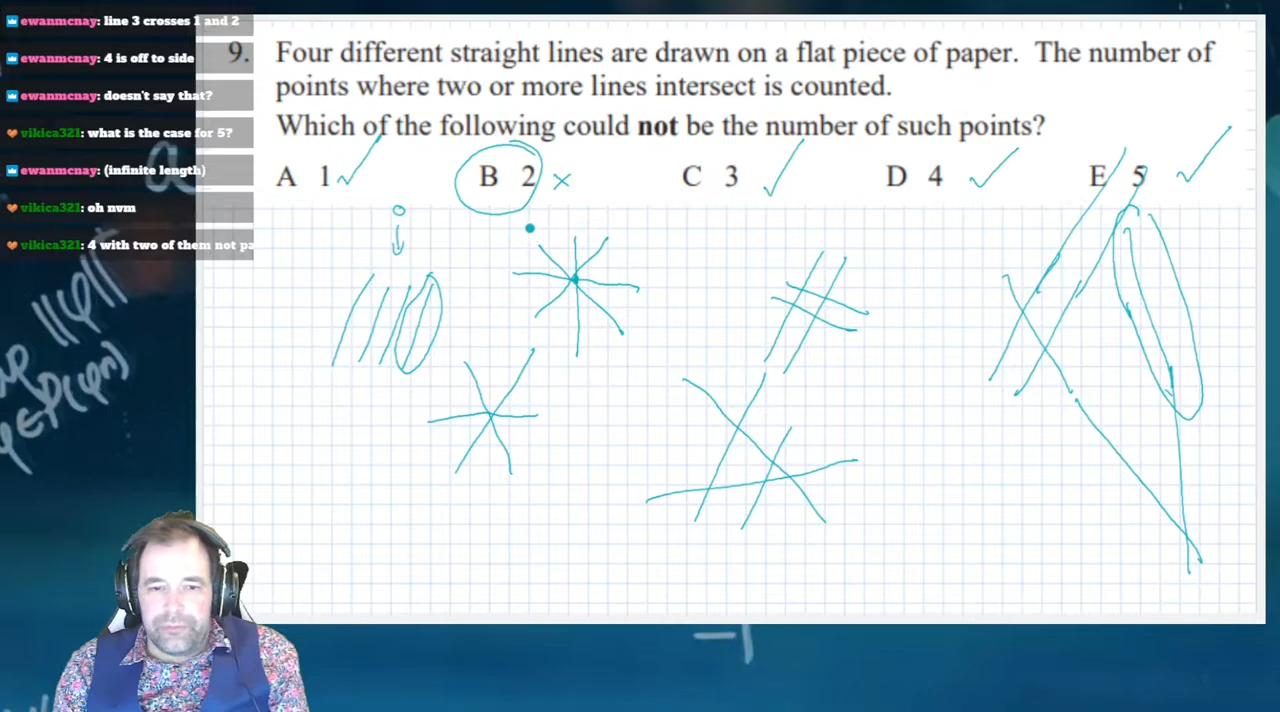 ewanmcnay: line 3 crosses 1 and 2
ewanmcnay: 4 is off to side
ewanmcnay: doesn't say that?
vikica321: what is the case for 5?
ewanmcnay: (infinite length)
vikica321: oh nvm
vikica321: 4 with two of them not pa
9. Four different straight lines are drawn on a flat piece of paper. The number of
points where two or more lines intersect is counted.
Which of the following could not be the number of such points?
A 1 B 2 C 3 D 4 E 5